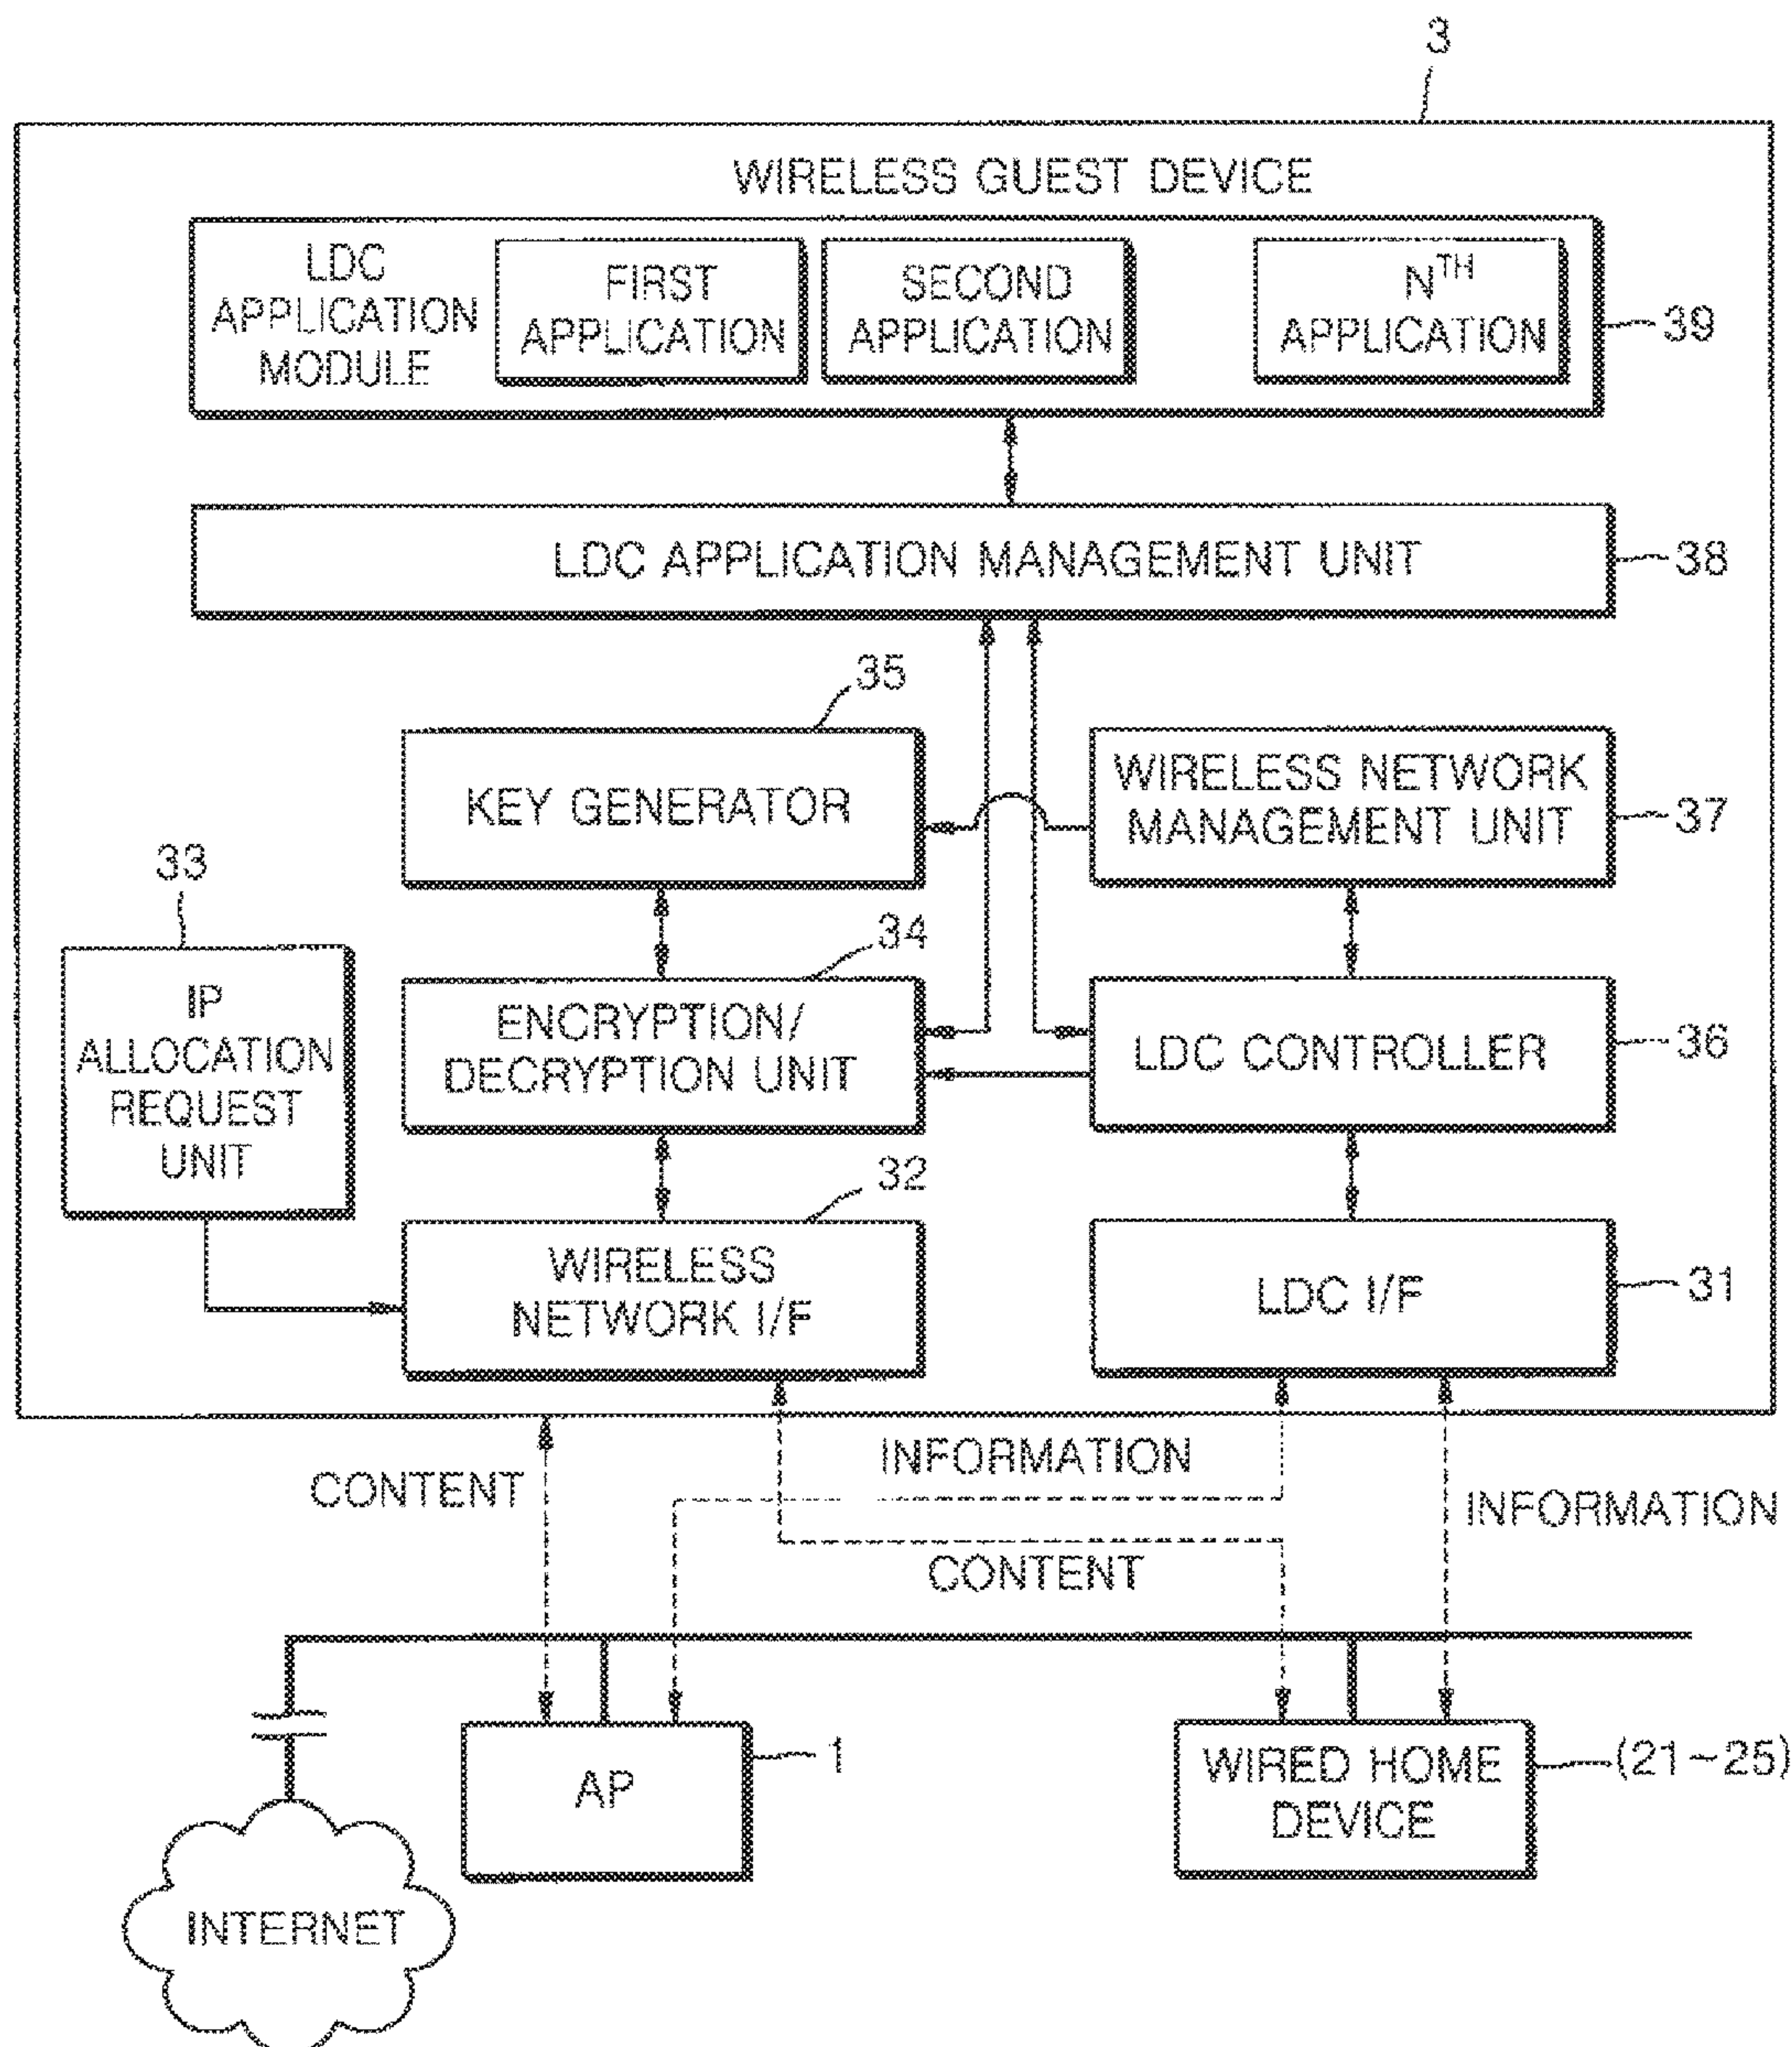 3
WIRELESS GUEST DEVICE
LDC
APPLICATION
MODULE
FIRST
APPLICATION
SECOND
APPLICATION
NTH
APPLICATION
39
LDC APPLICATION MANAGEMENT UNIT
38
35
KEY GENERATOR
WIRELESS NETWORK
MANAGEMENT UNIT
37
33
IP
ALLOCATION
REQUEST
UNIT
34
ENCRYPTION/
DECRYPTION UNIT
LDC CONTROLLER
36
32
WIRELESS
NETWORK I/F
LDC I/F
31
CONTENT
INFORMATION
INFORMATION
CONTENT
AP
1
WIRED HOME
DEVICE
(21~25)
INTERNET